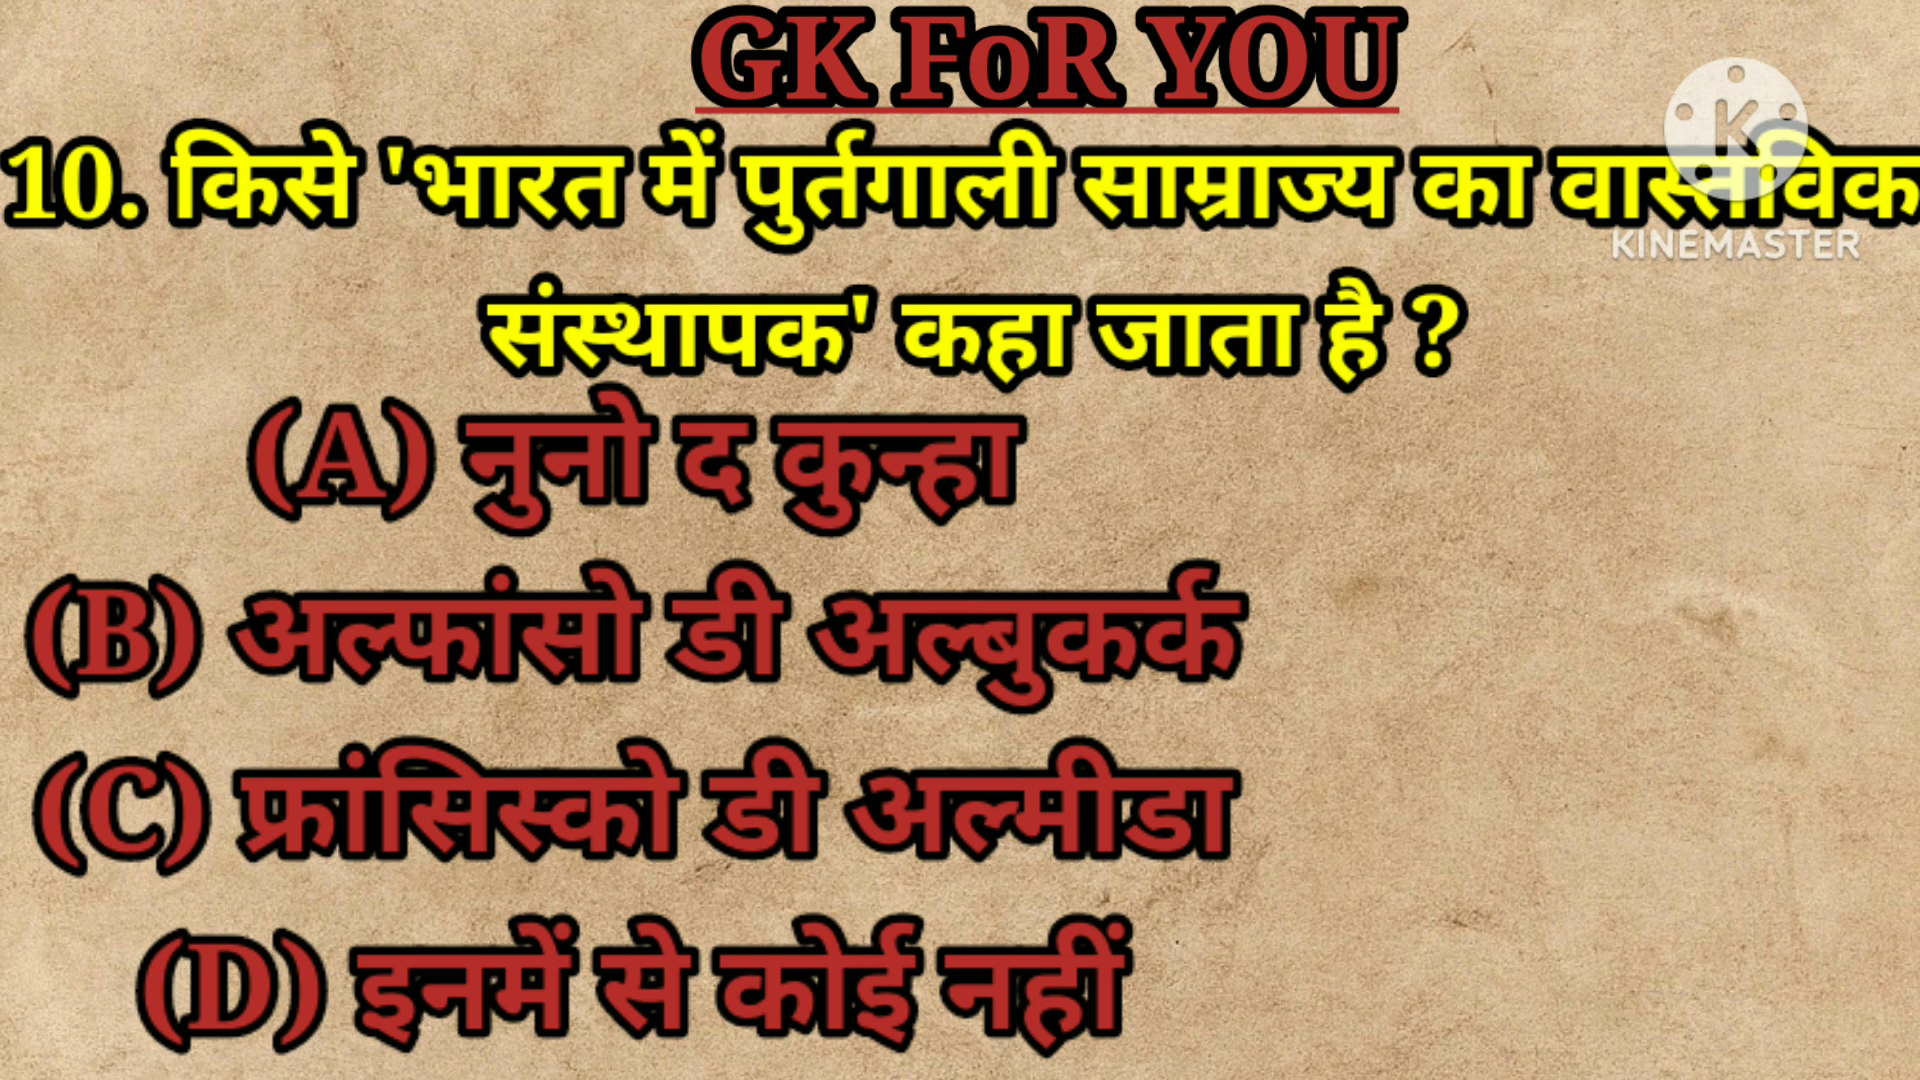 GK FoR YOU
10. किसे 'भारत में पुर्तगाली साम्राज्य का वास्तविक
KINEMASTER
संस्थापक' कहा जाता है ?
(A) नुनो द कुन्हा
(B) अल्फांसो डी अल्बुकर्क
(C) फ्रांसिस्को डी अल्मीडा
(D) इनमें से कोई नहीं